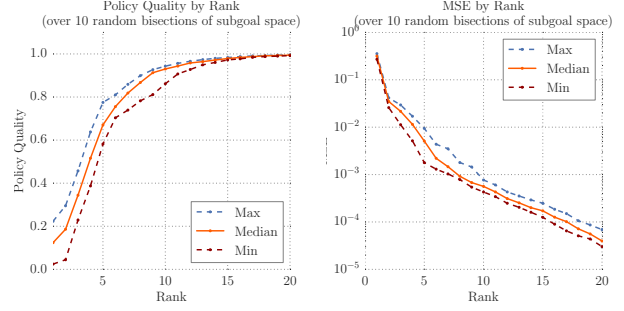 Policy Quality by Rank
(over 10 random bisections of subgoal space)
Policy Quality
1.0
0.8
0.6
0.4
0.2
0.0
5
10
15
20
Rank
Max
Median
Min
MSE by Rank
(over 10 random bisections of subgoal space)
10⁰
10⁻¹
10⁻²
10⁻³
10⁻⁴
10⁻⁵
0
5
10
15
20
Rank
Max
Median
Min